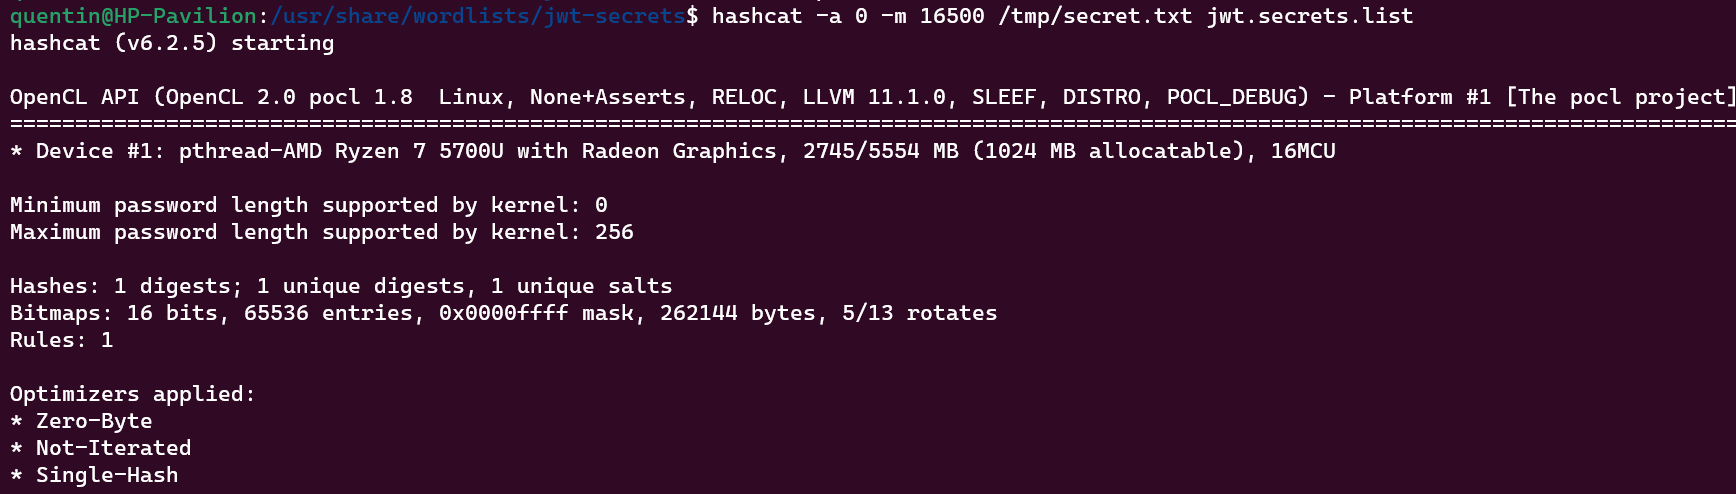 quentin@HP-Pavilion:/usr/share/wordlists/jwt-secrets$ hashcat -a 0 -m 16500 /tmp/secret.txt jwt.secrets.list
hashcat (v6.2.5) starting
OpenCL API (OpenCL 2.0 pocl 1.8  Linux, None+Asserts, RELOC, LLVM 11.1.0, SLEEF, DISTRO, POCL_DEBUG) - Platform #1 [The pocl project]
====================================================================================================================================
* Device #1: pthread-AMD Ryzen 7 5700U with Radeon Graphics, 2745/5554 MB (1024 MB allocatable), 16MCU
Minimum password length supported by kernel: 0
Maximum password length supported by kernel: 256
Hashes: 1 digests; 1 unique digests, 1 unique salts
Bitmaps: 16 bits, 65536 entries, 0x0000ffff mask, 262144 bytes, 5/13 rotates
Rules: 1
Optimizers applied:
* Zero-Byte
* Not-Iterated
* Single-Hash